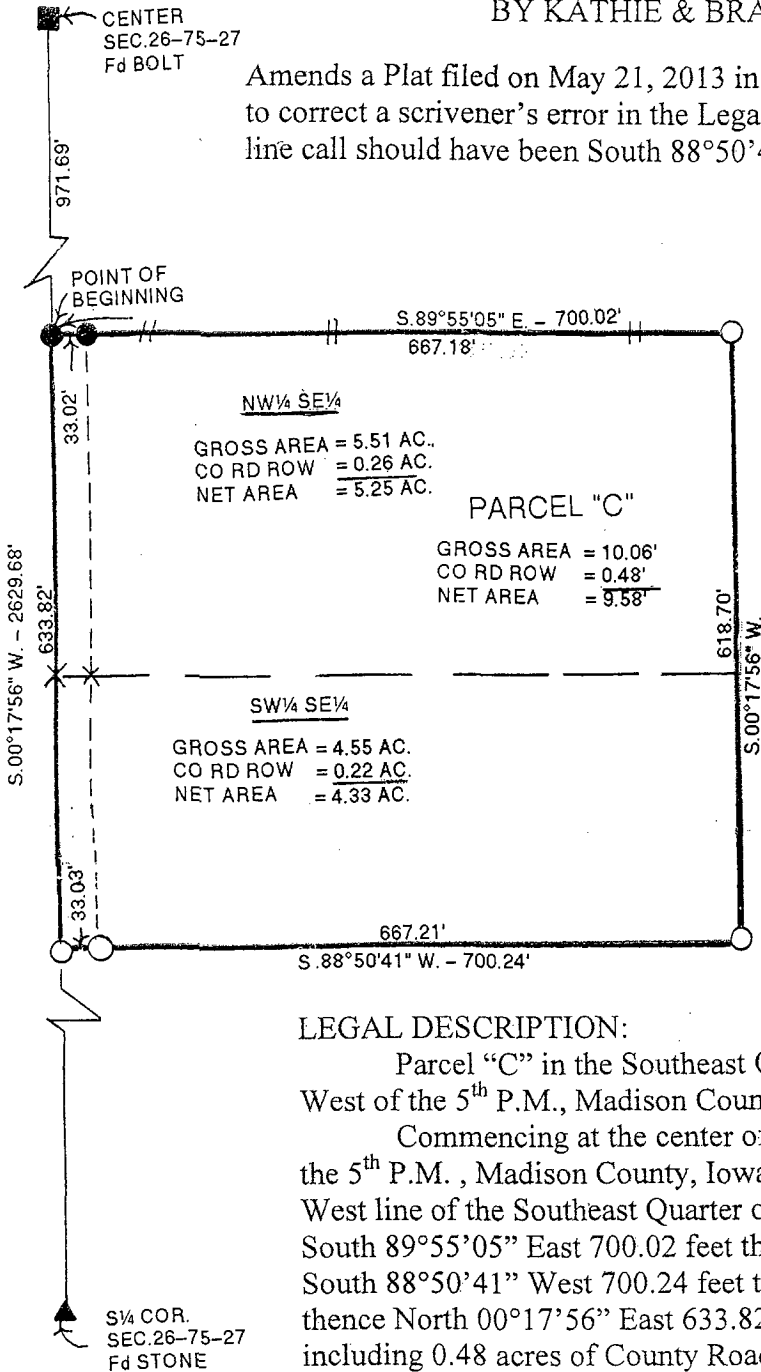 CENTER
SEC.26–75–27
Fd BOLT
BY KATHIE &
Amends a Plat filed on May 21, 2013 in
to correct a scrivener's error in the
line call should have been South
971.69'
POINT OF
BEGINNING
S.89°55'05" E. – 700.02'
667.18'
33.02'
NW¼ SE¼
GROSS AREA = 5.51 AC.
CO RD ROW = 0.26 AC.
NET AREA = 5.25 AC.
PARCEL "C"
GROSS AREA = 10.06'
CO RD ROW = 0.48'
NET AREA = 9.58'
S.00°17'56" W. – 2629.68'
633.82'
618.70'
S.00°17'56" W.
SW¼ SE¼
GROSS AREA = 4.55 AC.
CO RD ROW = 0.22 AC.
NET AREA = 4.33 AC.
33.03'
667.21'
S.88°50'41" W. – 700.24'
LEGAL DESCRIPTION:
Parcel “C” in the Southeast
West of the 5th P.M., Madison
Commencing at the center
the 5th P.M. , Madison County,
West line of the Southeast Quarter
South 89°55’05” East 700.02 feet
South 88°50’41” West 700.24 feet
thence North 00°17’56” East 633.82
including 0.48 acres of County
S¼ COR.
SEC.26–75–27
Fd STONE